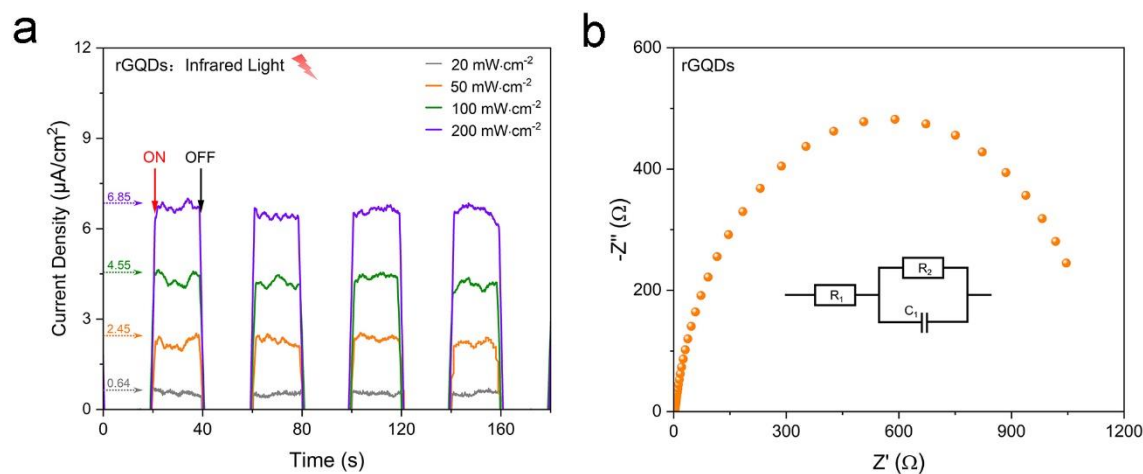 a
rGQDs: Infrared Light
20 mW·cm⁻²
50 mW·cm⁻²
100 mW·cm⁻²
200 mW·cm⁻²
ON
OFF
6.85
4.55
2.45
0.64
12
9
6
3
0
0
40
80
120
160
Current Density (μA/cm²)
Time (s)
b
rGQDs
600
400
200
0
0
300
600
900
1200
-Z" (Ω)
Z' (Ω)
R₁
R₂
C₁